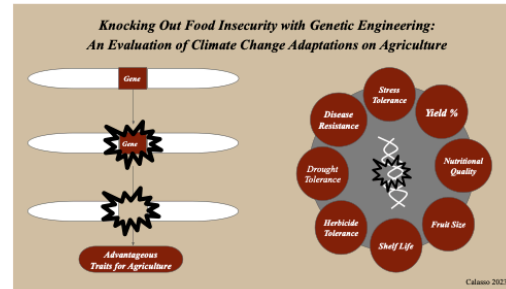 Knocking Out Food Insecurity with Genetic Engineering:
An Evaluation of Climate Change Adaptations on Agriculture
Gene
Gene
Advantageous
Traits for Agriculture
Stress
Tolerance
Yield %
Nutritional
Quality
Fruit Size
Shelf Life
Herbicide
Tolerance
Drought
Tolerance
Disease
Resistance
Calasso 2023